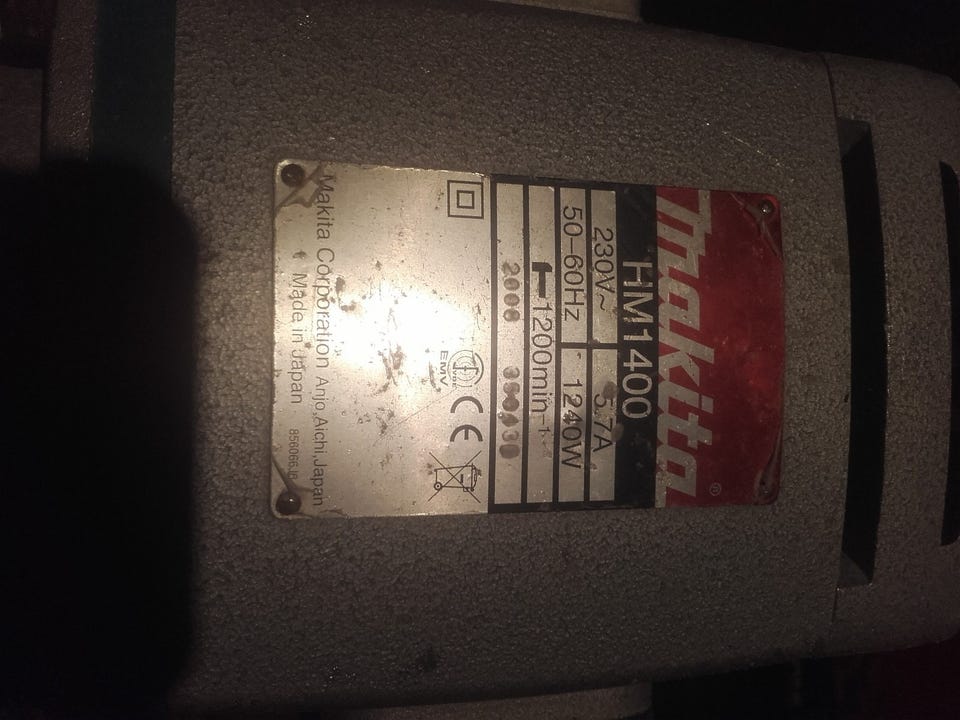 makita®
HM1400
230V~ 5.7A
50-60Hz 1240W
1200min⁻¹
2006
EMV
CE
Makita Corporation Anjo,Aichi,Japan
Made in Japan